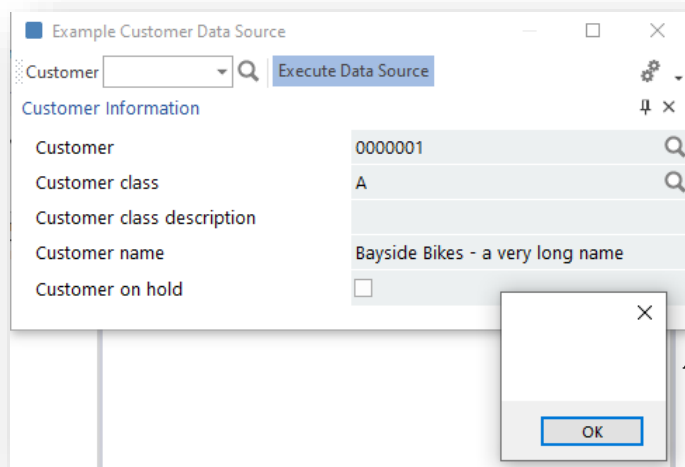 Example Customer Data Source
Customer Execute Data Source
Customer Information
Customer 0000001
Customer class A
Customer class description
Customer name Bayside Bikes - a very long name
Customer on hold
OK